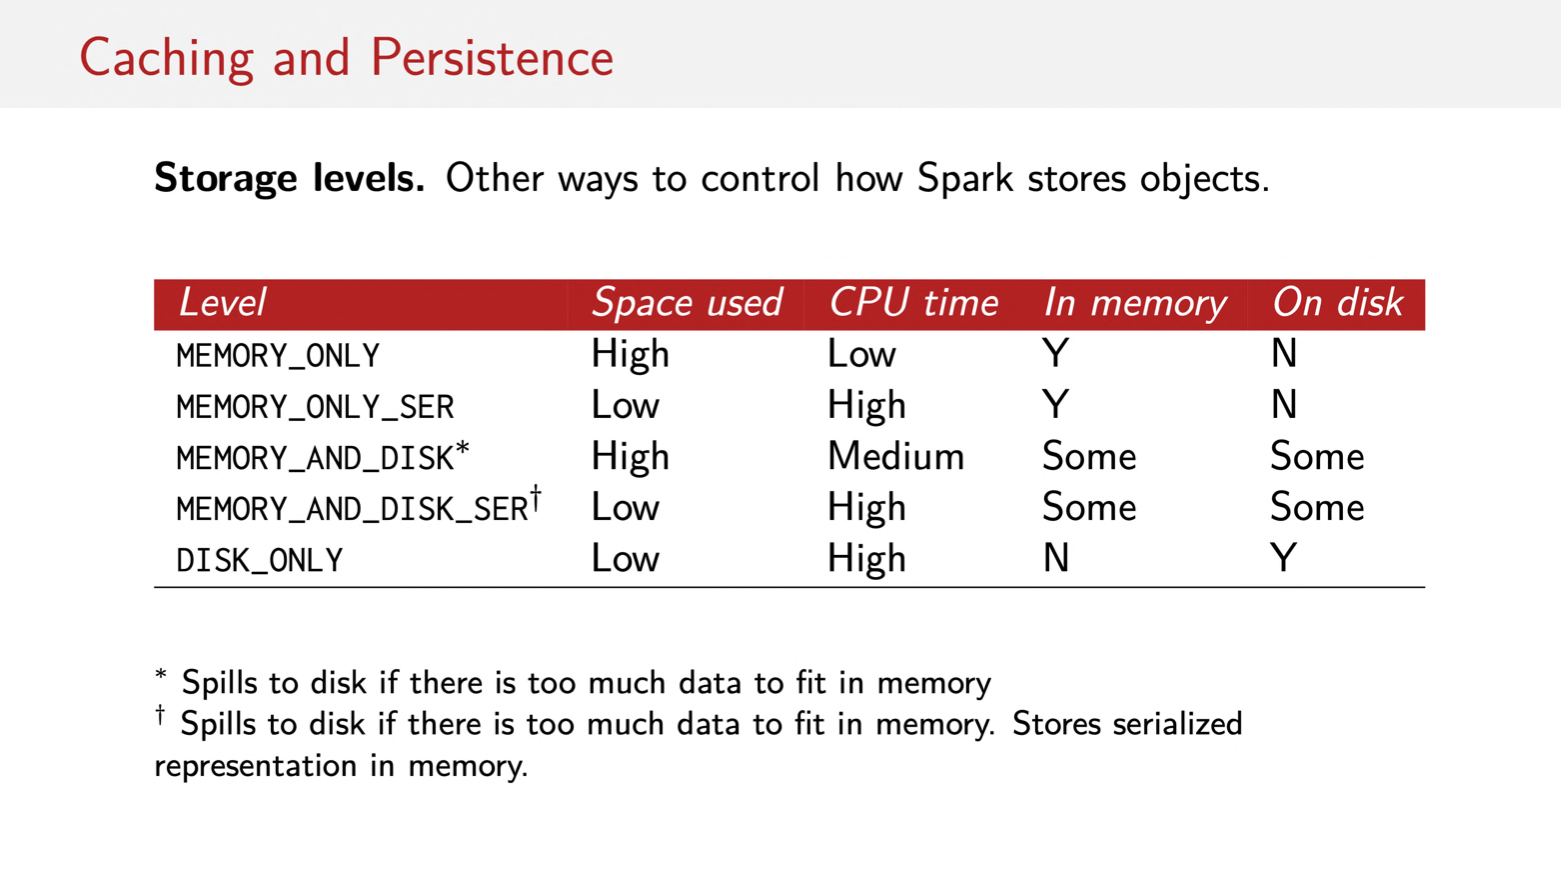 Caching and Persistence
Storage levels. Other ways to control how Spark stores objects.
Level Space used CPU time In memory On disk
MEMORY_ONLY High Low Y N
MEMORY_ONLY_SER Low High Y N
MEMORY_AND_DISK* High Medium Some Some
MEMORY_AND_DISK_SER† Low High Some Some
DISK_ONLY Low High N Y
* Spills to disk if there is too much data to fit in memory
† Spills to disk if there is too much data to fit in memory. Stores serialized
representation in memory.